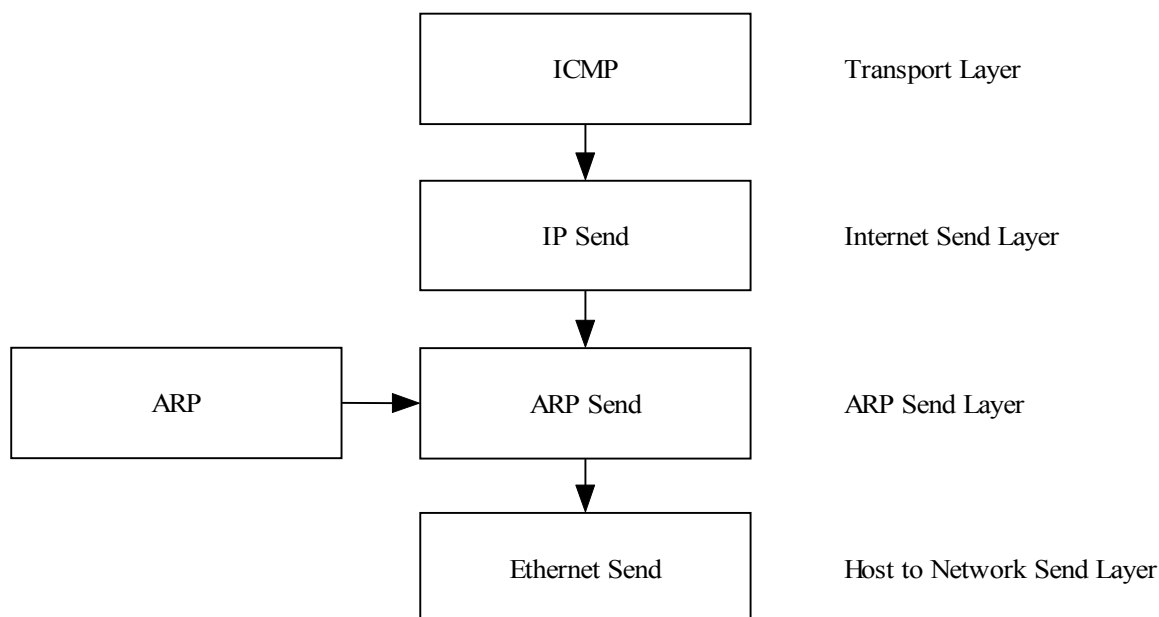 ICMP Transport Layer
IP Send Internet Send Layer
ARP ARP Send ARP Send Layer
Ethernet Send Host to Network Send Layer